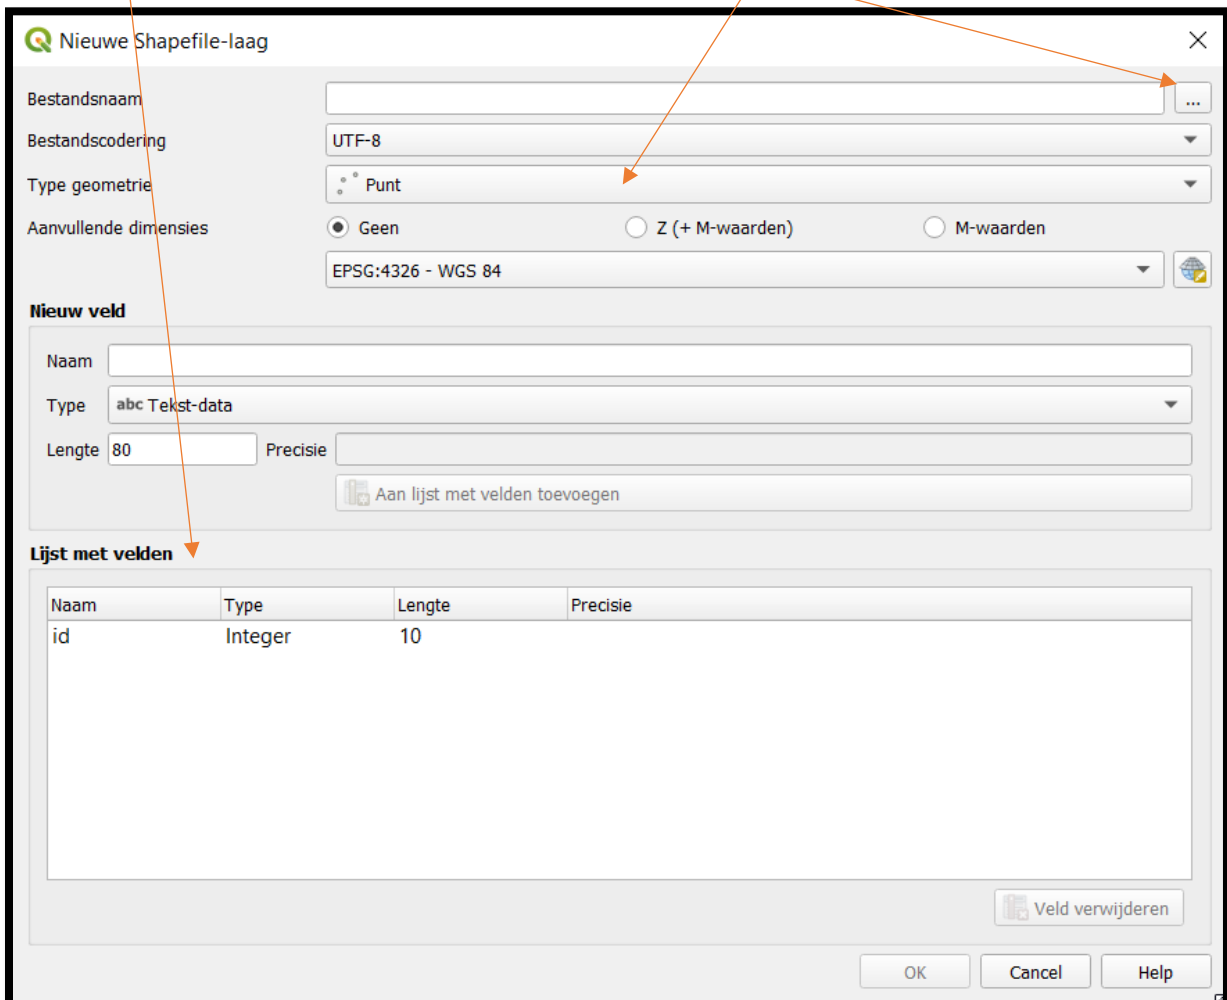 Nieuwe Shapefile-laag
Bestandsnaam ...
Bestandscodering UTF-8
Type geometrie Punt
Aanvullende dimensies Geen Z (+ M-waarden) M-waarden
EPSG:4326 - WGS 84
Nieuw veld
Naam
Type abc Tekst-data
Lengte 80 Precisie
Aan lijst met velden toevoegen
Lijst met velden
Naam Type Lengte Precisie
id Integer 10
Veld verwijderen
OK Cancel Help